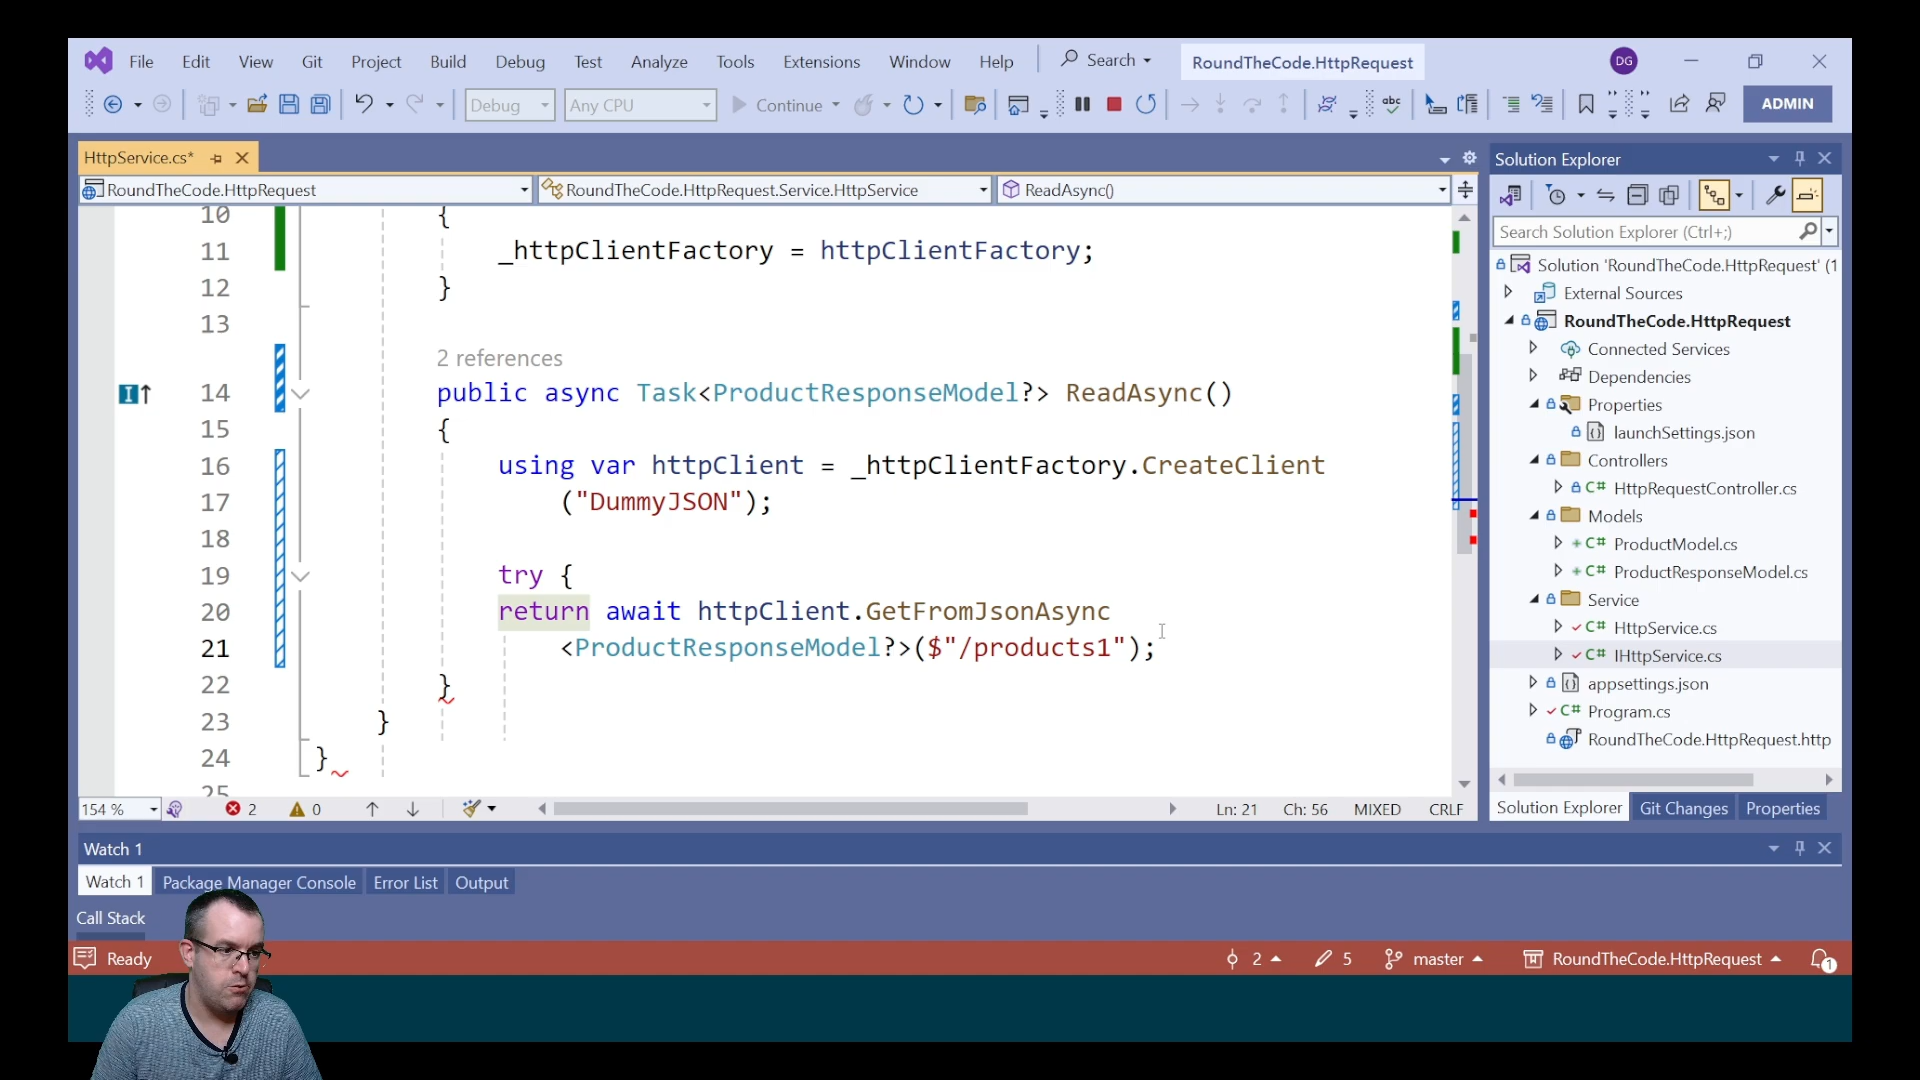 File Edit View Git Project Build Debug Test Analyze Tools Extensions Window Help Search RoundTheCode.HttpRequest DG
Debug Any CPU Continue abc ADMIN
HttpService.cs*
RoundTheCode.HttpRequest RoundTheCode.HttpRequest.Service.HttpService ReadAsync()
10 {
11 _httpClientFactory = httpClientFactory;
12 }
13
2 references
14 public async Task<ProductResponseModel?> ReadAsync()
15 {
16 using var httpClient = _httpClientFactory.CreateClient
17 ("DummyJSON");
18
19 try {
20 return await httpClient.GetFromJsonAsync
21 <ProductResponseModel?>($"/products1");
22 }
23 }
24 }
25
154 % 2 0 Ln: 21 Ch: 56 MIXED CRLF
Solution Explorer
Search Solution Explorer (Ctrl+;)
Solution 'RoundTheCode.HttpRequest' (1
External Sources
RoundTheCode.HttpRequest
Connected Services
Dependencies
Properties
launchSettings.json
Controllers
C# HttpRequestController.cs
Models
C# ProductModel.cs
C# ProductResponseModel.cs
Service
C# HttpService.cs
C# IHttpService.cs
appsettings.json
C# Program.cs
RoundTheCode.HttpRequest.http
Solution Explorer Git Changes Properties
Watch 1
Watch 1 Package Manager Console Error List Output
Call Stack
Ready 2 5 master RoundTheCode.HttpRequest 1